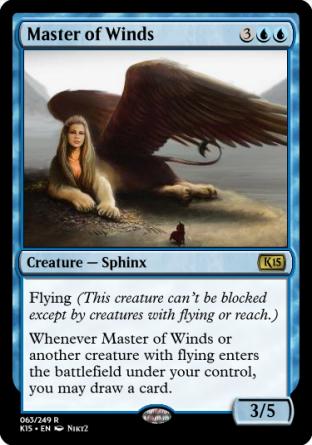 Master of Winds 3
K15
Creature — Sphinx
Flying (This creature can't be blocked
except by creatures with flying or reach.)
Whenever Master of Winds or
another creature with flying enters
the battlefield under your control,
you may draw a card.
063/249 R
K15 • EN Nikt2
3/5